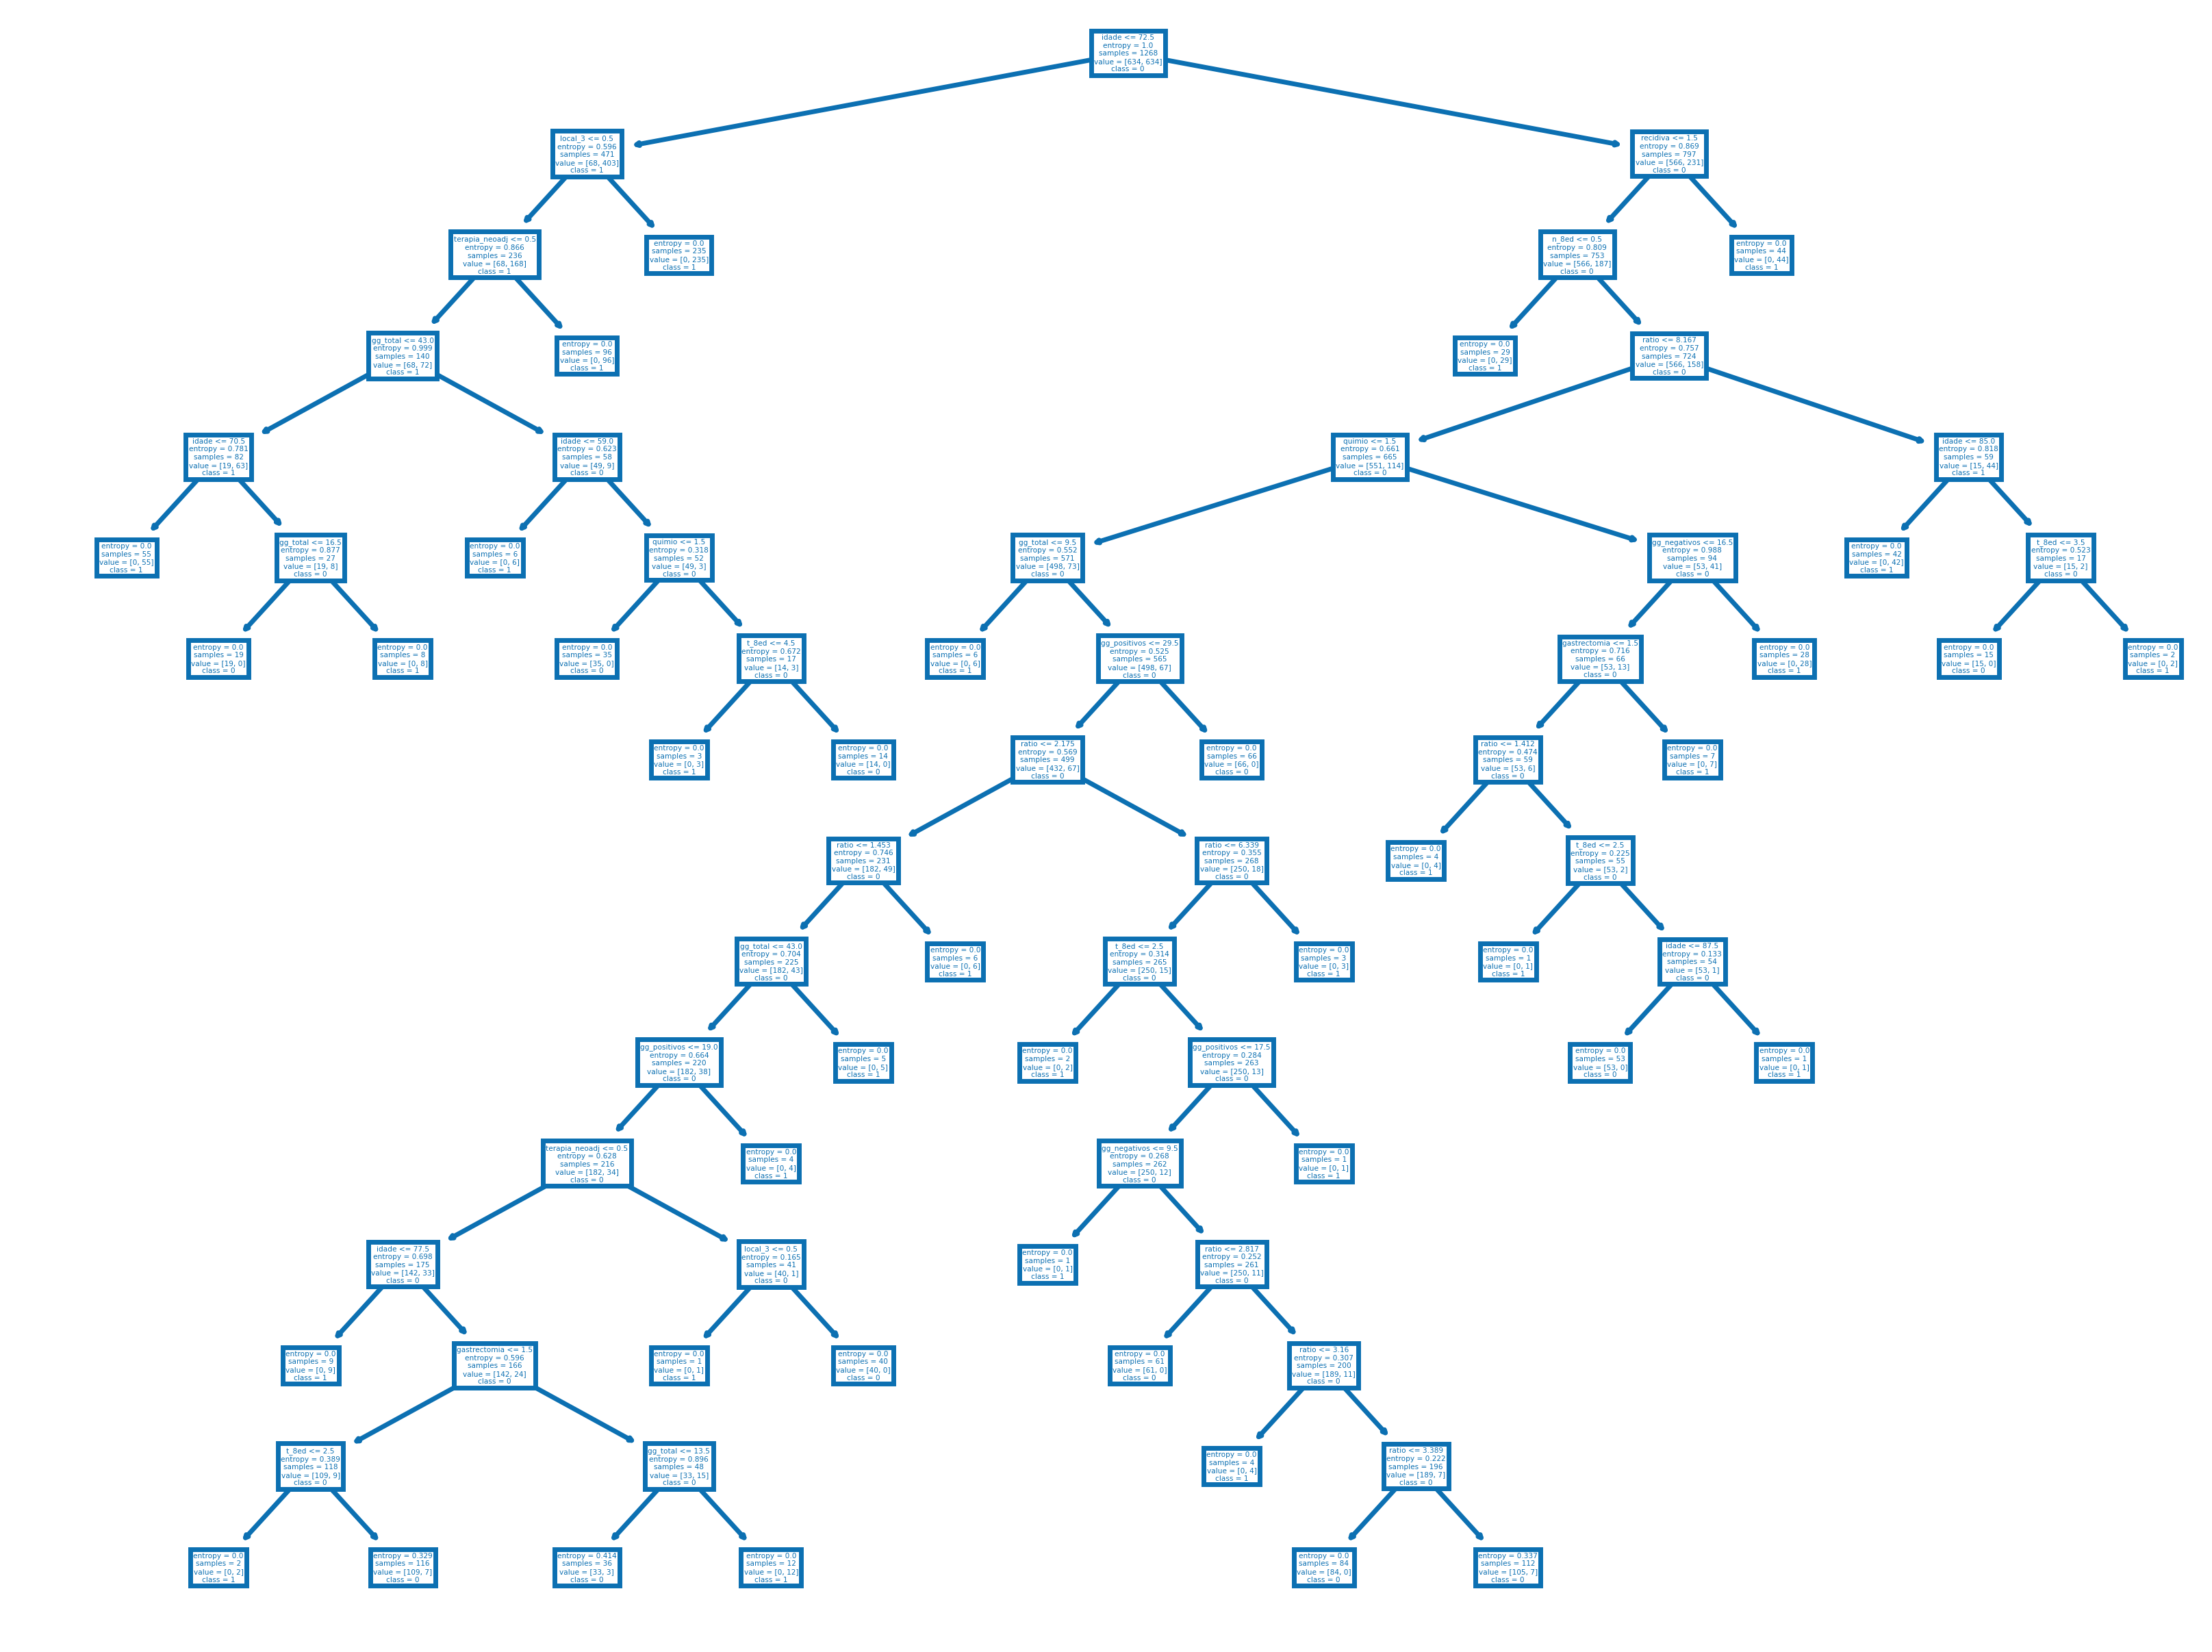 idade <= 72.5
entropy = 1.0
samples = 1268
value = [634, 634]
class = 0
local_3 <= 0.5
entropy = 0.596
samples = 471
value = [68, 403]
class = 1
recidiva <= 1.5
entropy = 0.869
samples = 797
value = [566, 231]
class = 0
terapia_neoadj <= 0.5
entropy = 0.866
samples = 236
value = [68, 168]
class = 1
entropy = 0.0
samples = 235
value = [0, 235]
class = 1
n_8ed <= 0.5
entropy = 0.809
samples = 753
value = [566, 187]
class = 0
entropy = 0.0
samples = 44
value = [0, 44]
class = 1
gg_total <= 43.0
entropy = 0.999
samples = 140
value = [68, 72]
class = 1
entropy = 0.0
samples = 96
value = [0, 96]
class = 1
entropy = 0.0
samples = 29
value = [0, 29]
class = 1
ratio <= 8.167
entropy = 0.757
samples = 724
value = [566, 158]
class = 0
idade <= 70.5
entropy = 0.781
samples = 82
value = [19, 63]
class = 1
idade <= 59.0
entropy = 0.623
samples = 58
value = [49, 9]
class = 0
quimio <= 1.5
entropy = 0.661
samples = 665
value = [551, 114]
class = 0
idade <= 85.0
entropy = 0.818
samples = 59
value = [15, 44]
class = 1
entropy = 0.0
samples = 55
value = [0, 55]
class = 1
gg_total <= 16.5
entropy = 0.877
samples = 27
value = [19, 8]
class = 0
entropy = 0.0
samples = 6
value = [0, 6]
class = 1
quimio <= 1.5
entropy = 0.318
samples = 52
value = [49, 3]
class = 0
gg_total <= 9.5
entropy = 0.552
samples = 571
value = [498, 73]
class = 0
gg_negativos <= 16.5
entropy = 0.988
samples = 94
value = [53, 41]
class = 0
entropy = 0.0
samples = 42
value = [0, 42]
class = 1
t_8ed <= 3.5
entropy = 0.523
samples = 17
value = [15, 2]
class = 0
entropy = 0.0
samples = 19
value = [19, 0]
class = 0
entropy = 0.0
samples = 8
value = [0, 8]
class = 1
entropy = 0.0
samples = 35
value = [35, 0]
class = 0
t_8ed <= 4.5
entropy = 0.672
samples = 17
value = [14, 3]
class = 0
entropy = 0.0
samples = 6
value = [0, 6]
class = 1
gg_positivos <= 29.5
entropy = 0.525
samples = 565
value = [498, 67]
class = 0
gastrectomia <= 1.5
entropy = 0.716
samples = 66
value = [53, 13]
class = 0
entropy = 0.0
samples = 28
value = [0, 28]
class = 1
entropy = 0.0
samples = 15
value = [15, 0]
class = 0
entropy = 0.0
samples = 2
value = [0, 2]
class = 1
entropy = 0.0
samples = 3
value = [0, 3]
class = 1
entropy = 0.0
samples = 14
value = [14, 0]
class = 0
ratio <= 2.175
entropy = 0.569
samples = 499
value = [432, 67]
class = 0
entropy = 0.0
samples = 66
value = [66, 0]
class = 0
ratio <= 1.412
entropy = 0.474
samples = 59
value = [53, 6]
class = 0
entropy = 0.0
samples = 7
value = [0, 7]
class = 1
ratio <= 1.453
entropy = 0.746
samples = 231
value = [182, 49]
class = 0
ratio <= 6.339
entropy = 0.355
samples = 268
value = [250, 18]
class = 0
entropy = 0.0
samples = 4
value = [0, 4]
class = 1
t_8ed <= 2.5
entropy = 0.225
samples = 55
value = [53, 2]
class = 0
gg_total <= 43.0
entropy = 0.704
samples = 225
value = [182, 43]
class = 0
entropy = 0.0
samples = 6
value = [0, 6]
class = 1
t_8ed <= 2.5
entropy = 0.314
samples = 265
value = [250, 15]
class = 0
entropy = 0.0
samples = 3
value = [0, 3]
class = 1
entropy = 0.0
samples = 1
value = [0, 1]
class = 1
idade <= 87.5
entropy = 0.133
samples = 54
value = [53, 1]
class = 0
gg_positivos <= 19.0
entropy = 0.664
samples = 220
value = [182, 38]
class = 0
entropy = 0.0
samples = 5
value = [0, 5]
class = 1
entropy = 0.0
samples = 2
value = [0, 2]
class = 1
gg_positivos <= 17.5
entropy = 0.284
samples = 263
value = [250, 13]
class = 0
entropy = 0.0
samples = 53
value = [53, 0]
class = 0
entropy = 0.0
samples = 1
value = [0, 1]
class = 1
terapia_neoadj <= 0.5
entropy = 0.628
samples = 216
value = [182, 34]
class = 0
entropy = 0.0
samples = 4
value = [0, 4]
class = 1
gg_negativos <= 9.5
entropy = 0.268
samples = 262
value = [250, 12]
class = 0
entropy = 0.0
samples = 1
value = [0, 1]
class = 1
idade <= 77.5
entropy = 0.698
samples = 175
value = [142, 33]
class = 0
local_3 <= 0.5
entropy = 0.165
samples = 41
value = [40, 1]
class = 0
entropy = 0.0
samples = 1
value = [0, 1]
class = 1
ratio <= 2.817
entropy = 0.252
samples = 261
value = [250, 11]
class = 0
entropy = 0.0
samples = 9
value = [0, 9]
class = 1
gastrectomia <= 1.5
entropy = 0.596
samples = 166
value = [142, 24]
class = 0
entropy = 0.0
samples = 1
value = [0, 1]
class = 1
entropy = 0.0
samples = 40
value = [40, 0]
class = 0
entropy = 0.0
samples = 61
value = [61, 0]
class = 0
ratio <= 3.16
entropy = 0.307
samples = 200
value = [189, 11]
class = 0
t_8ed <= 2.5
entropy = 0.389
samples = 118
value = [109, 9]
class = 0
gg_total <= 13.5
entropy = 0.896
samples = 48
value = [33, 15]
class = 0
entropy = 0.0
samples = 4
value = [0, 4]
class = 1
ratio <= 3.389
entropy = 0.222
samples = 196
value = [189, 7]
class = 0
entropy = 0.0
samples = 2
value = [0, 2]
class = 1
entropy = 0.329
samples = 116
value = [109, 7]
class = 0
entropy = 0.414
samples = 36
value = [33, 3]
class = 0
entropy = 0.0
samples = 12
value = [0, 12]
class = 1
entropy = 0.0
samples = 84
value = [84, 0]
class = 0
entropy = 0.337
samples = 112
value = [105, 7]
class = 0